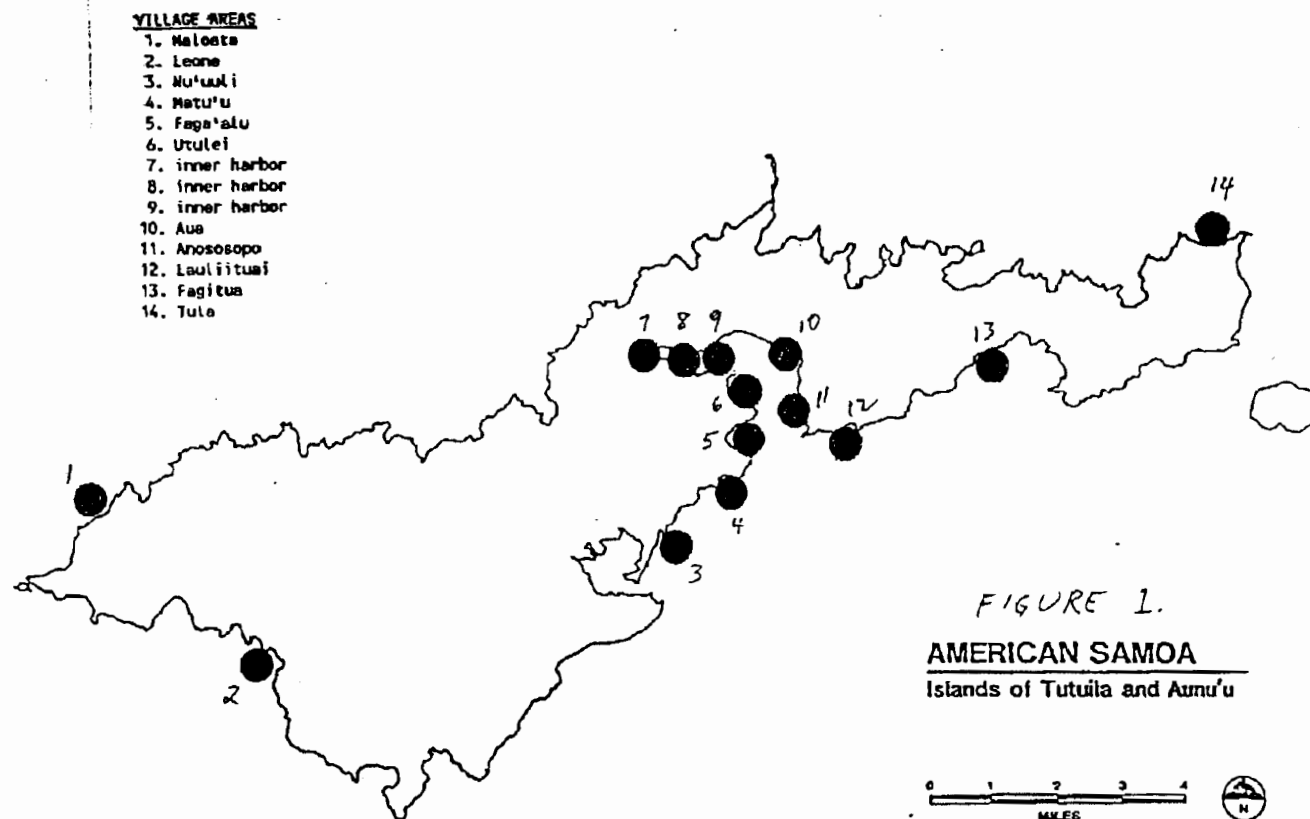 VILLAGE AREAS
1. Maloata
2. Leone
3. Nu'uuli
4. Matu'u
5. Faga'alu
6. Utulei
7. inner harbor
8. inner harbor
9. inner harbor
10. Aua
11. Anososopo
12. Lauliituai
13. Fagitua
14. Tula
14
7 8 9 10
13
6
11
12
5
1
4
3
2
FIGURE 1.
AMERICAN SAMOA
Islands of Tutuila and Aunu'u
0 1 2 3 4
MILES
N